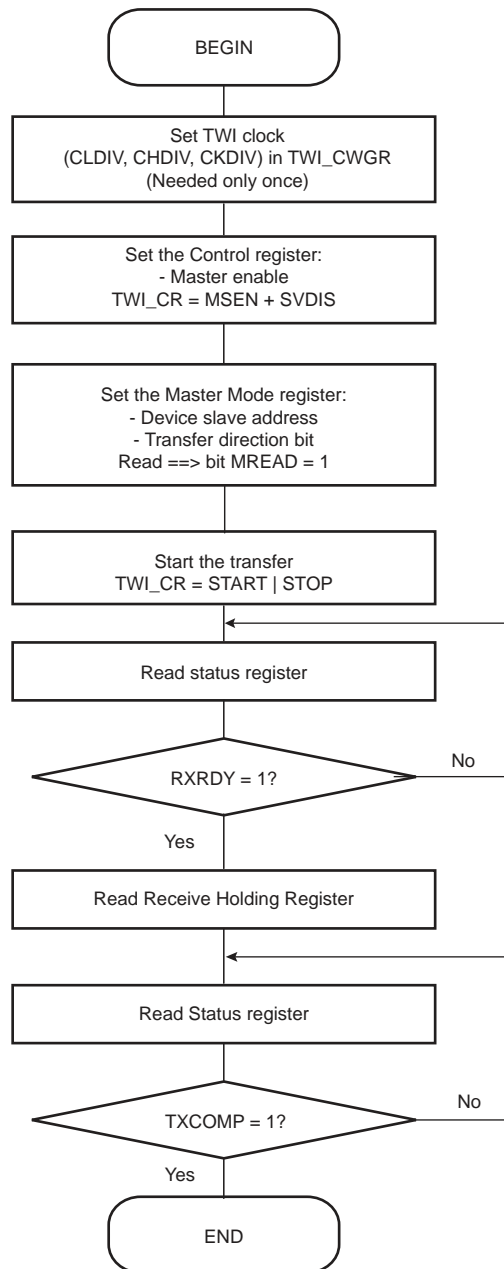 BEGIN
Set TWI clock
(CLDIV, CHDIV, CKDIV) in TWI_CWGR
(Needed only once)
Set the Control register:
- Master enable
TWI_CR = MSEN + SVDIS
Set the Master Mode register:
- Device slave address
- Transfer direction bit
Read ==> bit MREAD = 1
Start the transfer
TWI_CR = START | STOP
Read status register
RXRDY = 1?
No
Yes
Read Receive Holding Register
Read Status register
TXCOMP = 1?
No
Yes
END